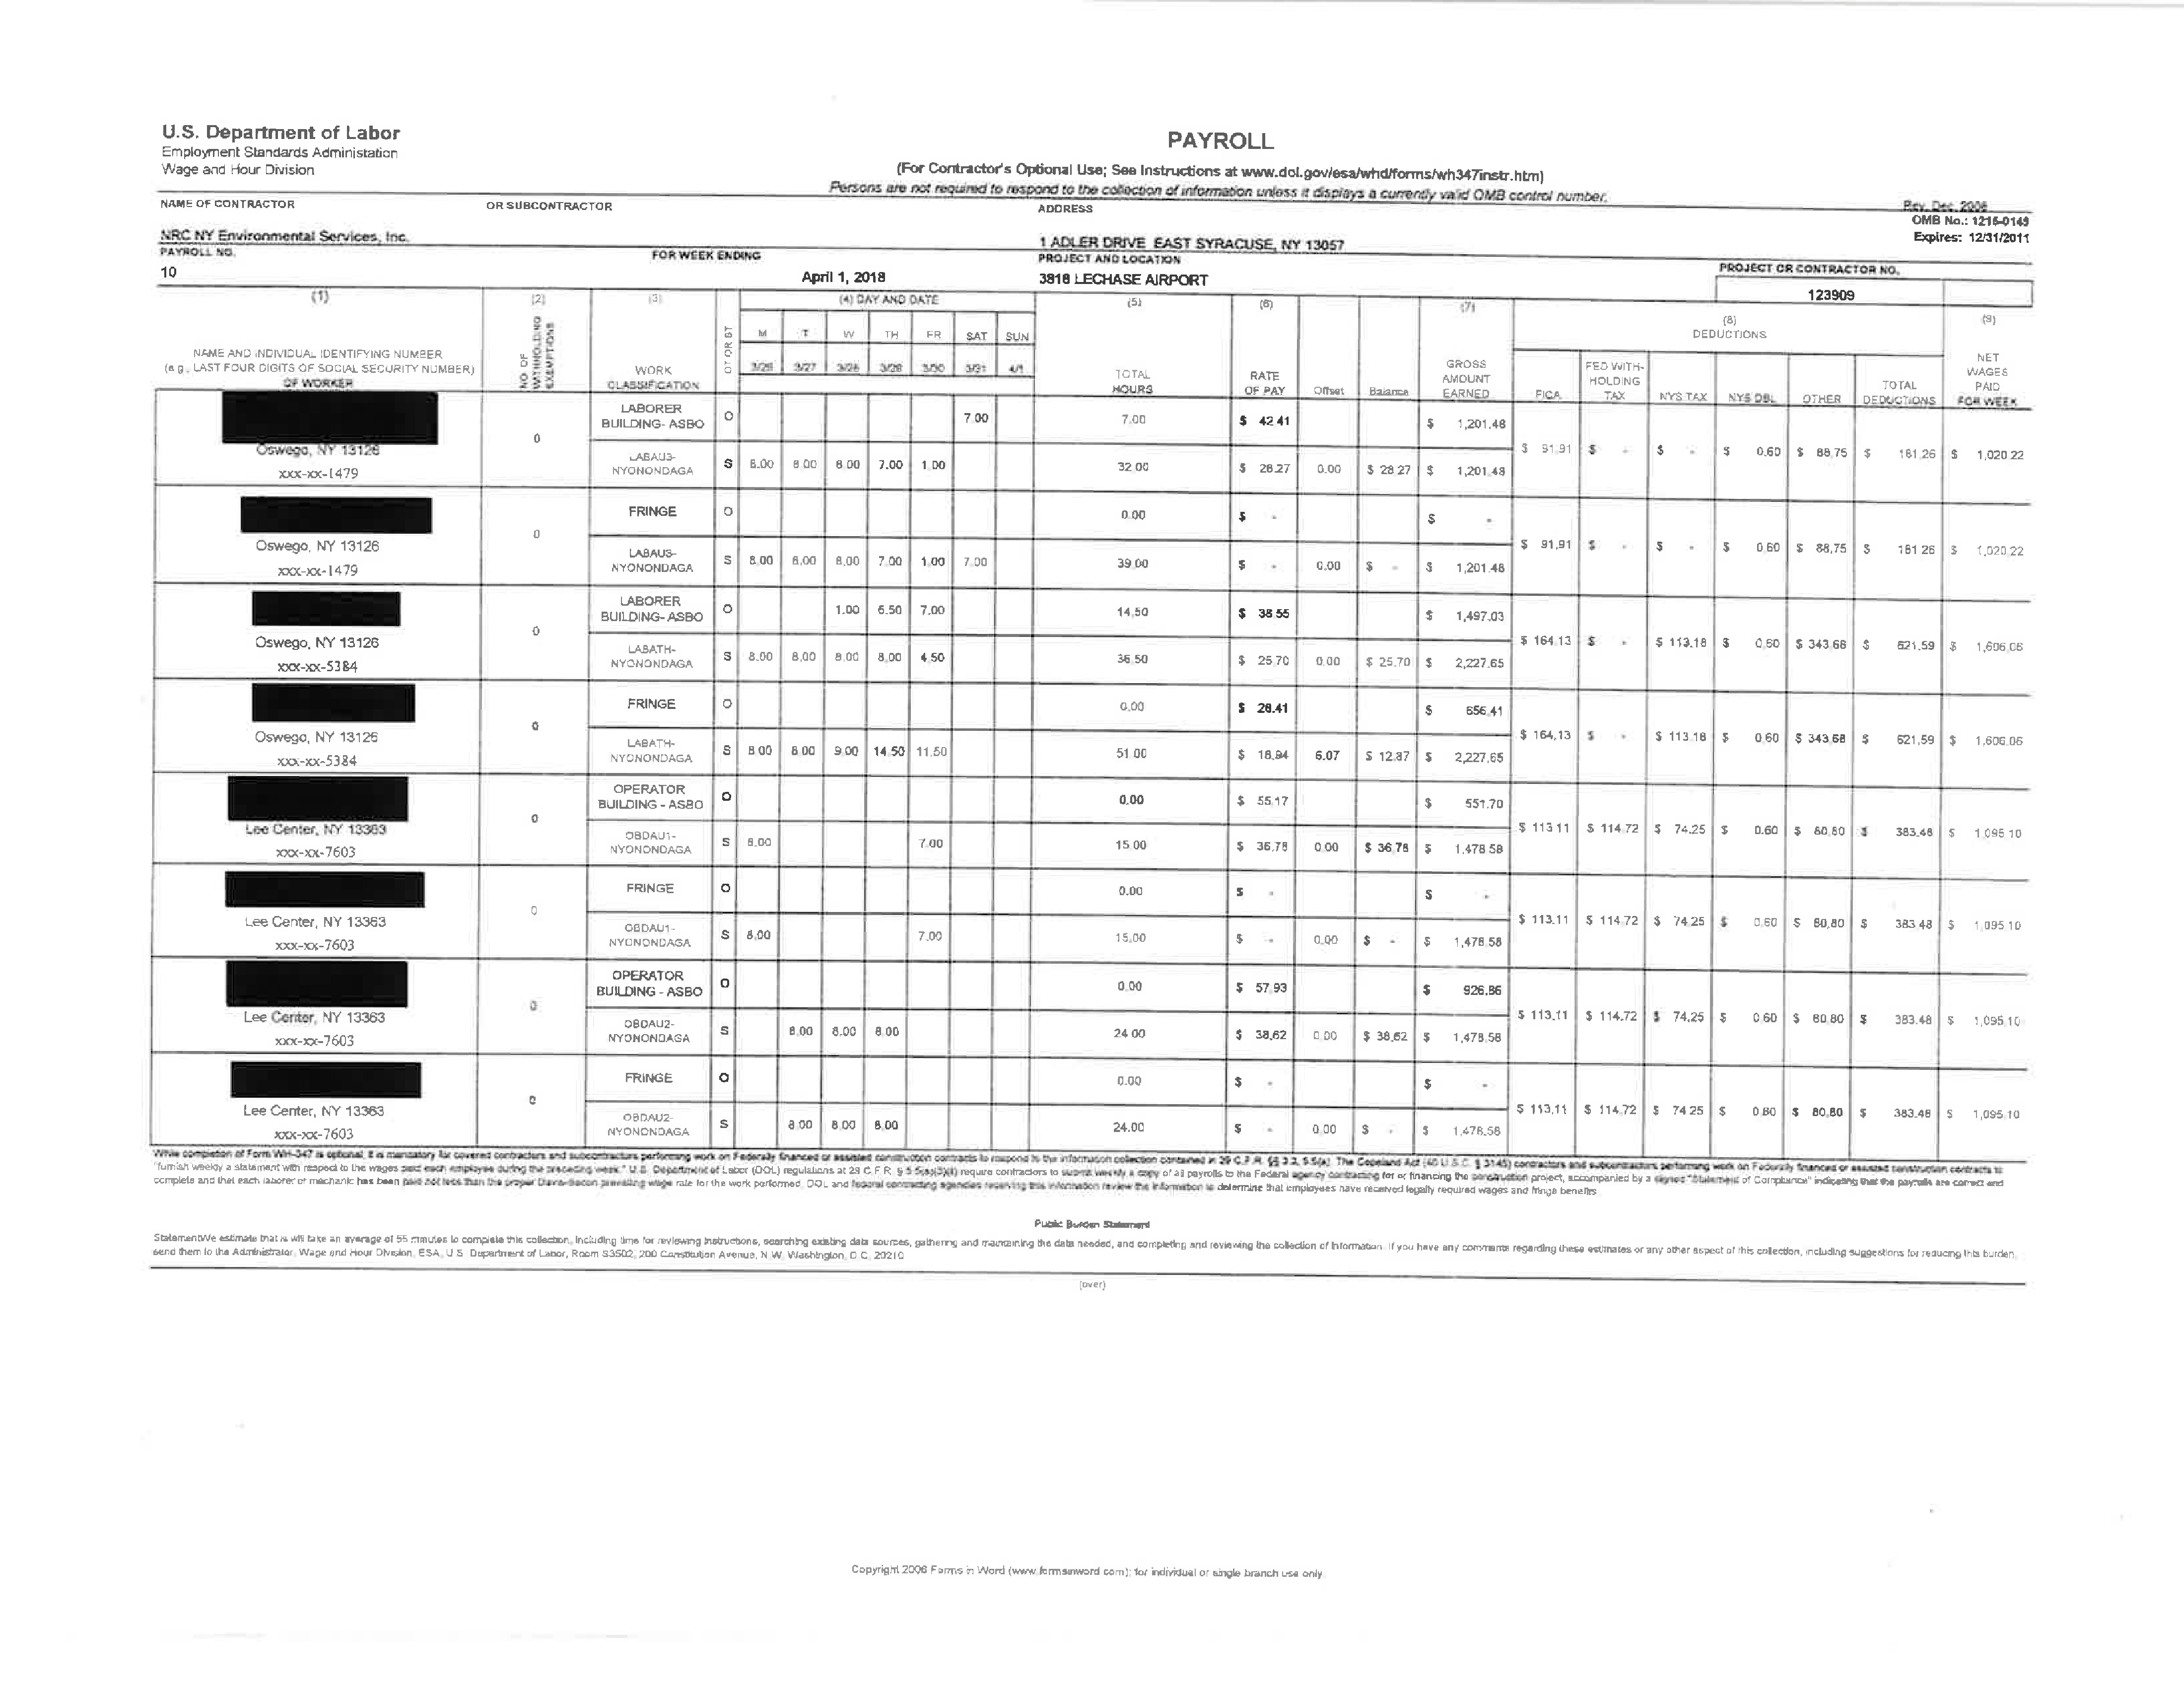 U.S. Department of Labor
Employment Standards Administation
Wage and Hour Division
PAYROLL
(For Contractor's Optional Use; See Instructions at www.dol.gov/esa/whd/forms/wh347instr.htm)
Persons are not required to respond to the collection of information unless it displays a currently valid OMB control number.
Rev. Dec. 2008
OMB No.: 1215-0149
Expires: 12/31/2011
NAME OF CONTRACTOR OR SUBCONTRACTOR ADDRESS
NRC NY Environmental Services, Inc. 1 ADLER DRIVE EAST SYRACUSE, NY 13057
PAYROLL NO. FOR WEEK ENDING PROJECT AND LOCATION PROJECT OR CONTRACTOR NO.
10 April 1, 2018 3818 LECHASE AIRPORT 123909
(1) (2) (3) (4) DAY AND DATE (5) (6) (7) (8) DEDUCTIONS (9)
NAME AND INDIVIDUAL IDENTIFYING NUMBER
(e.g., LAST FOUR DIGITS OF SOCIAL SECURITY NUMBER)
OF WORKER
NO OF WITHHOLDING EXEMPTIONS
WORK CLASSIFICATION
OT OR ST
M T W TH FR SAT SUN
3/26 3/27 3/28 3/29 3/30 3/31 4/1
TOTAL HOURS
RATE OF PAY
Offset Balance
GROSS AMOUNT EARNED
FICA
FED WITH-HOLDING TAX
NYS TAX NYS DBL OTHER
TOTAL DEDUCTIONS
NET WAGES PAID FOR WEEK
LABORER BUILDING- ASBO O 7.00 7.00 $ 42.41 $ 1,201.48
Oswego, NY 13126 0 $ 91.91 $ - $ - $ 0.60 $ 88.75 $ 181.26 $ 1,020.22
xxx-xx-1479 LABAU3-NYONONDAGA S 8.00 8.00 8.00 7.00 1.00 32.00 $ 28.27 0.00 $ 28.27 $ 1,201.48
FRINGE O 0.00 $ - $ -
Oswego, NY 13126 0 $ 91.91 $ - $ - $ 0.60 $ 88.75 $ 181.26 $ 1,020.22
xxx-xx-1479 LABAU3-NYONONDAGA S 8.00 8.00 8.00 7.00 1.00 7.00 39.00 $ - 0.00 $ - $ 1,201.48
LABORER BUILDING- ASBO O 1.00 6.50 7.00 14.50 $ 38.55 $ 1,497.03
Oswego, NY 13126 0 $ 164.13 $ - $ 113.18 $ 0.60 $ 343.68 $ 621.59 $ 1,606.06
xxx-xx-5384 LABATH-NYONONDAGA S 8.00 8.00 8.00 8.00 4.50 36.50 $ 25.70 0.00 $ 25.70 $ 2,227.65
FRINGE O 0.00 $ 28.41 $ 656.41
Oswego, NY 13126 0 $ 164.13 $ - $ 113.18 $ 0.60 $ 343.68 $ 621.59 $ 1,606.06
xxx-xx-5384 LABATH-NYONONDAGA S 8.00 8.00 9.00 14.50 11.50 51.00 $ 18.94 6.07 $ 12.87 $ 2,227.65
OPERATOR BUILDING - ASBO O 0.00 $ 55.17 $ 551.70
Lee Center, NY 13363 0 $ 113.11 $ 114.72 $ 74.25 $ 0.60 $ 80.80 $ 383.48 $ 1,095.10
xxx-xx-7603 OBDAU1-NYONONDAGA S 8.00 7.00 15.00 $ 36.78 0.00 $ 36.78 $ 1,478.58
FRINGE O 0.00 $ - $ -
Lee Center, NY 13363 0 $ 113.11 $ 114.72 $ 74.25 $ 0.60 $ 80.80 $ 383.48 $ 1,095.10
xxx-xx-7603 OBDAU1-NYONONDAGA S 8.00 7.00 15.00 $ - 0.00 $ - $ 1,478.58
OPERATOR BUILDING - ASBO O 0.00 $ 57.93 $ 926.86
Lee Center, NY 13363 0 $ 113.11 $ 114.72 $ 74.25 $ 0.60 $ 80.80 $ 383.48 $ 1,095.10
xxx-xx-7603 OBDAU2-NYONONDAGA S 8.00 8.00 8.00 24.00 $ 38.62 0.00 $ 38.62 $ 1,478.58
FRINGE O 0.00 $ - $ -
Lee Center, NY 13363 0 $ 113.11 $ 114.72 $ 74.25 $ 0.60 $ 80.80 $ 383.48 $ 1,095.10
xxx-xx-7603 OBDAU2-NYONONDAGA S 8.00 8.00 8.00 24.00 $ - 0.00 $ - $ 1,478.58
While completion of Form WH-347 is optional, it is mandatory for covered contractors and subcontractors performing work on Federally financed or assisted construction contracts to respond to the information collection contained in 29 C.F.R. §§ 3.3, 5.5(a). The Copeland Act (40 U.S.C. § 3145) contractors and subcontractors performing work on Federally financed or assisted construction contracts to
"furnish weekly a statement with respect to the wages paid each employee during the preceding week." U.S. Department of Labor (DOL) regulations at 29 C.F.R. § 5.5(a)(3)(ii) require contractors to submit weekly a copy of all payrolls to the Federal agency contracting for or financing the construction project, accompanied by a signed "Statement of Compliance" indicating that the payrolls are correct and
complete and that each laborer or mechanic has been paid not less than the proper Davis-Bacon prevailing wage rate for the work performed. DOL and federal contracting agencies receiving this information review the information to determine that employees have received legally required wages and fringe benefits
Public Burden Statement
StatementWe estimate that is will take an average of 55 minutes to complete this collection, including time for reviewing instructions, searching existing data sources, gathering and maintaining the data needed, and completing and reviewing the collection of information. If you have any comments regarding these estimates or any other aspect of this collection, including suggestions for reducing this burden,
send them to the Administrator, Wage and Hour Division, ESA, U.S. Department of Labor, Room S3502, 200 Constitution Avenue, N.W. Washington, D.C. 20210
(over)
Copyright 2006 Forms in Word (www.formsinword.com); for individual or single branch use only.